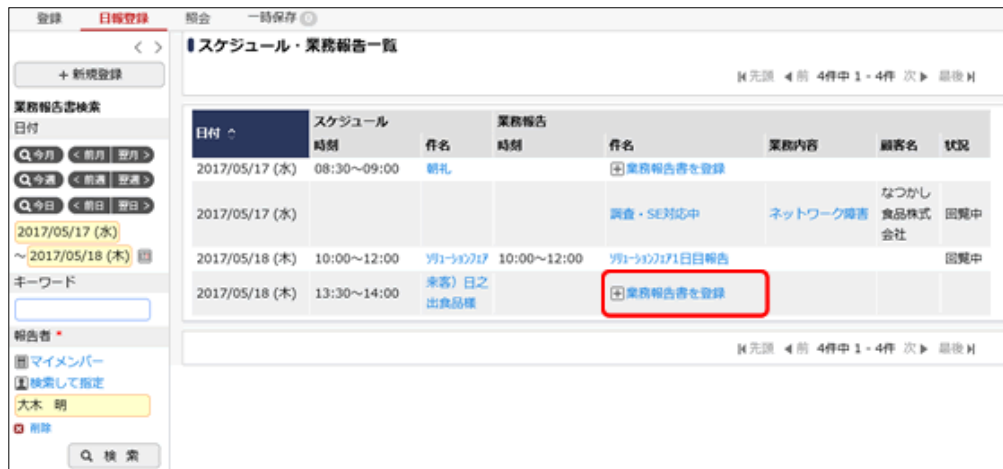 登録 日報登録 照会 一時保存 0
< >
+ 新規登録
業務報告書検索
日付
今月 < 前月 翌月 >
今週 < 前週 翌週 >
今日 < 前日 翌日 >
2017/05/17 (水)
～ 2017/05/18 (木)
キーワード
報告者 *
マイメンバー
検索して指定
大木 明
削除
検 索
スケジュール・業務報告一覧
先頭 前 4件中 1 - 4件 次 最後
日付 スケジュール 業務報告
時刻 件名 時刻 件名 業務内容 顧客名 状況
2017/05/17 (水) 08:30～09:00 朝礼 業務報告書を登録
2017/05/17 (水) 調査・SE対応中 ネットワーク障害 なつかし
食品株式 回覧中
会社
2017/05/18 (木) 10:00～12:00 ｿﾘｭｰｼｮﾝﾌｪｱ 10:00～12:00 ｿﾘｭｰｼｮﾝﾌｪｱ1日目報告 回覧中
2017/05/18 (木) 13:30～14:00 来客）日之
出食品様 業務報告書を登録
先頭 前 4件中 1 - 4件 次 最後